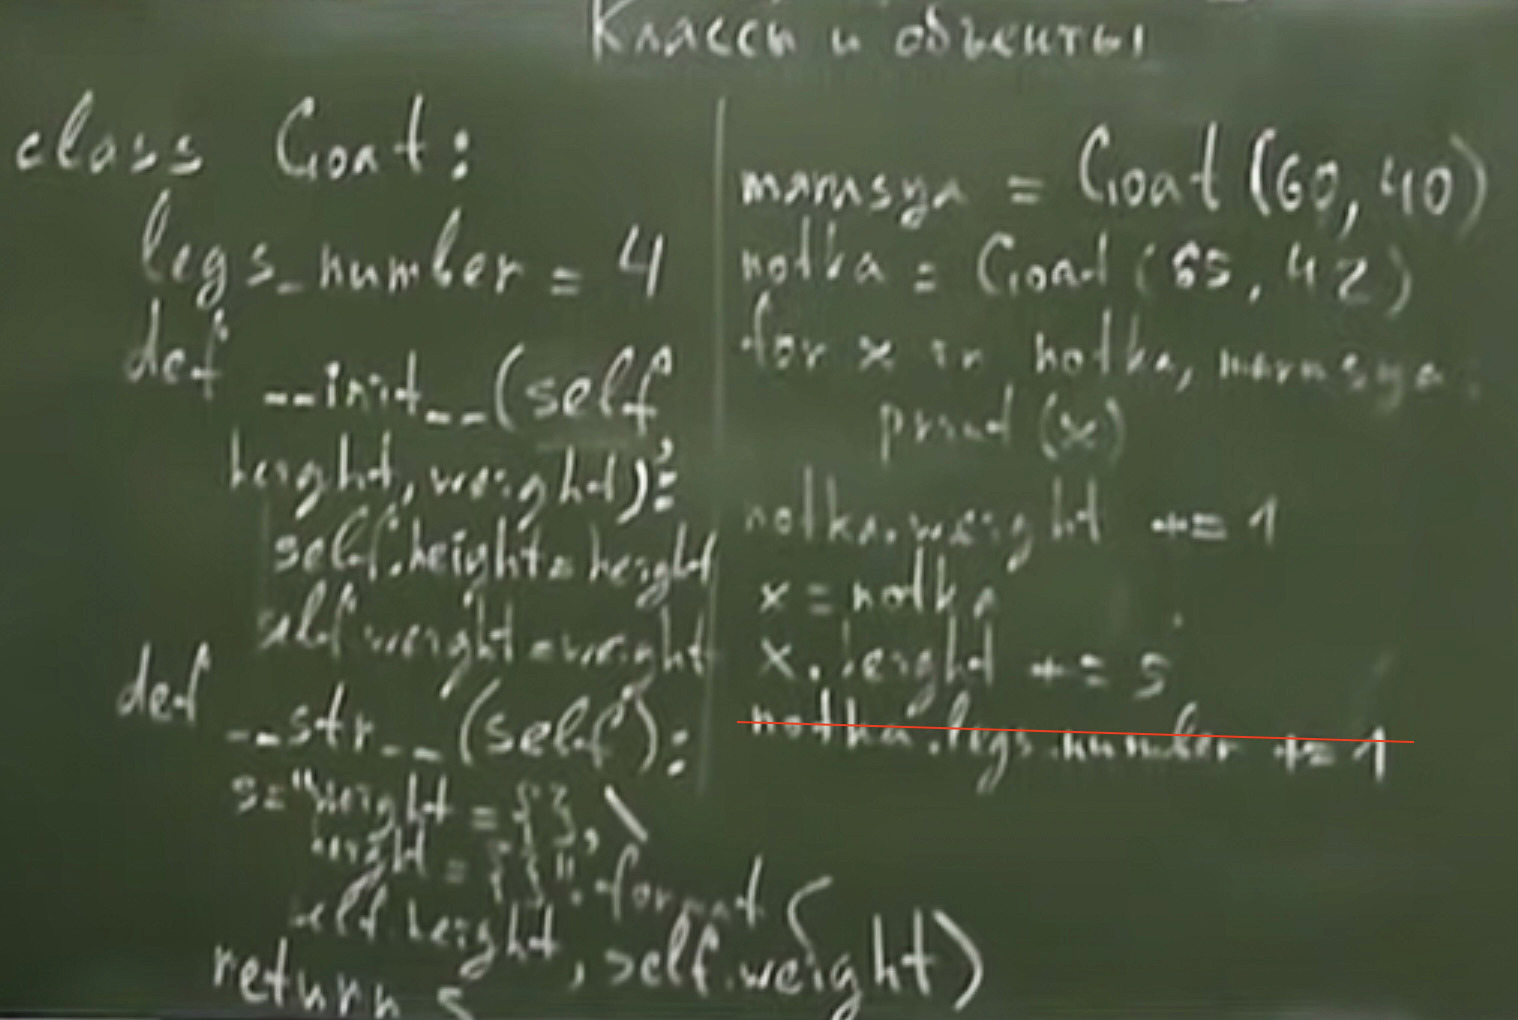 Классы и объекты
class Goat:
legs_number = 4
def __init__(self,
height, weight):
self.height = height
self.weight = weight
def __str__(self):
s="height = {}, \
weight = {}".format(
self.height, self.weight)
return s
marusya = Goat(60, 40)
notka = Goat(65, 42)
for x in notka, marusya:
print(x)
notka.weight += 1
x = notka
x.height += 5
notka.legs_number += 1